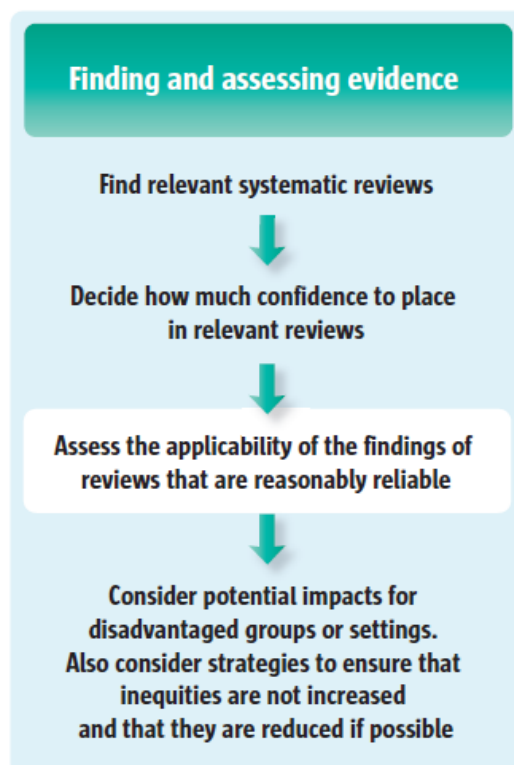 Finding and assessing evidence
Find relevant systematic reviews
Decide how much confidence to place
in relevant reviews
Assess the applicability of the findings of
reviews that are reasonably reliable
Consider potential impacts for
disadvantaged groups or settings.
Also consider strategies to ensure that
inequities are not increased
and that they are reduced if possible